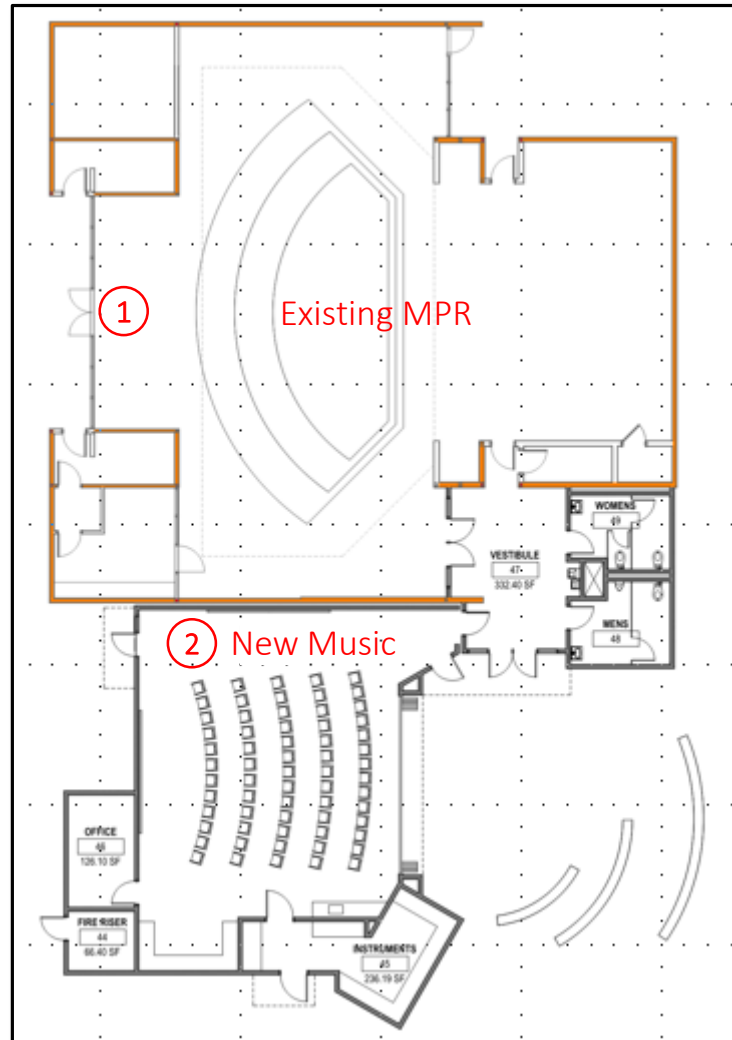 1
Existing MPR
WOMENS
49
VESTIBULE
47
332.40 SF
MENS
48
2 New Music
OFFICE
46
126.10 SF
FIRE RISER
44
66.40 SF
INSTRUMENTS
45
236.19 SF